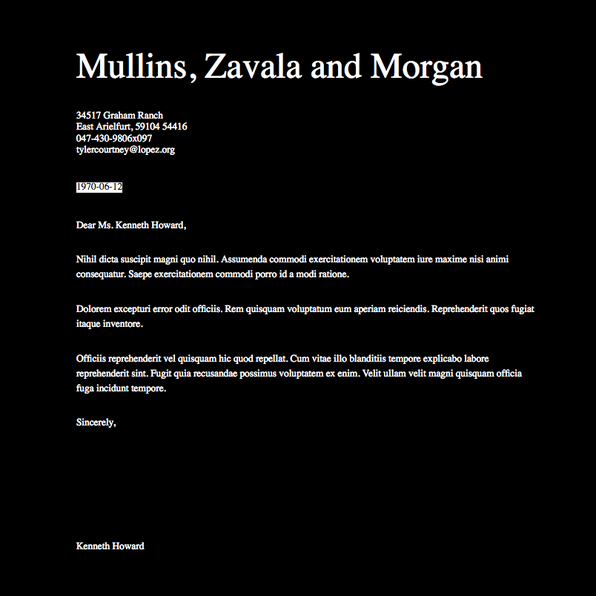 Mullins, Zavala and Morgan
34517 Graham Ranch
East Arielfurt, 59104 54416
047-430-9806x097
tylercourtney@lopez.org
1970-06-12
Dear Ms. Kenneth Howard,
Nihil dicta suscipit magni quo nihil. Assumenda commodi exercitationem voluptatem iure maxime nisi animi
consequatur. Saepe exercitationem commodi porro id a modi ratione.
Dolorem excepturi error odit officiis. Rem quisquam voluptatum eum aperiam reiciendis. Reprehenderit quos fugiat
itaque inventore.
Officiis reprehenderit vel quisquam hic quod repellat. Cum vitae illo blanditiis tempore explicabo labore
reprehenderit sint. Fugit quia recusandae possimus voluptatem ex enim. Velit ullam velit magni quisquam officia
fuga incidunt tempore.
Sincerely,
Kenneth Howard